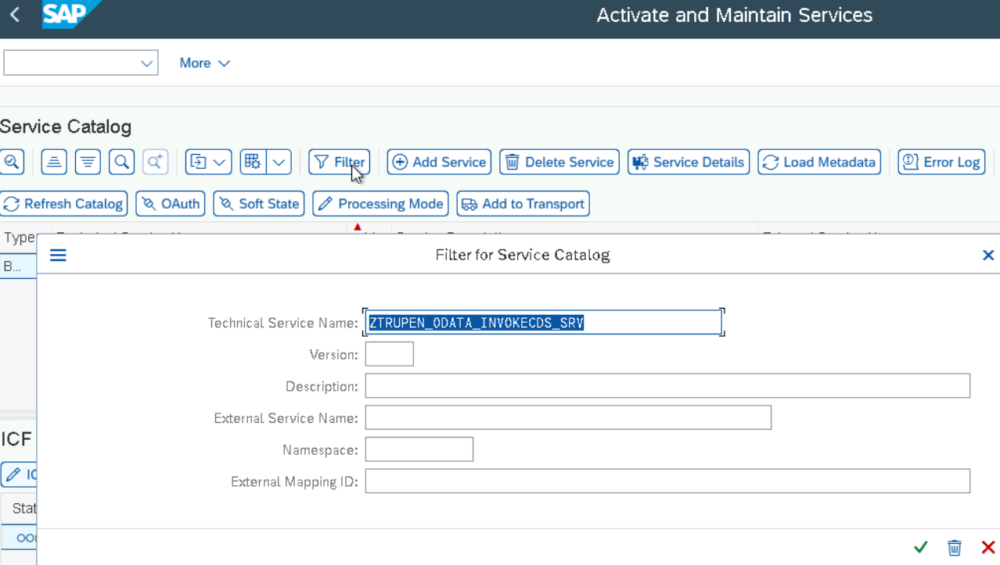 SAP
Activate and Maintain Services
More
Service Catalog
Filter
Add Service
Delete Service
Service Details
Load Metadata
Error Log
Refresh Catalog
OAuth
Soft State
Processing Mode
Add to Transport
Type
B...
Filter for Service Catalog
Technical Service Name: ZTRUPEN_ODATA_INVOKECDS_SRV
Version:
Description:
External Service Name:
Namespace:
External Mapping ID:
ICF
IC
Stat